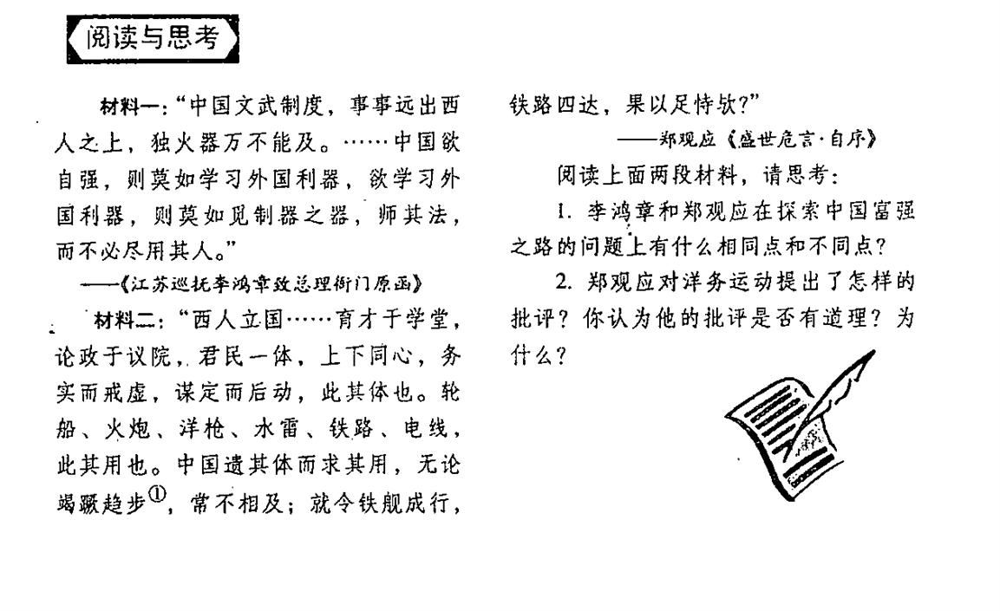 阅读与思考
材料一：“中国文武制度，事事远出西
人之上，独火器万不能及。……中国欲
自强，则莫如学习外国利器，欲学习外
国利器，则莫如觅制器之器，师其法，
而不必尽用其人。”
——《江苏巡抚李鸿章致总理衙门原函》
材料二：“西人立国……育才于学堂，
论政于议院，君民一体，上下同心，务
实而戒虚，谋定而后动，此其体也。轮
船、火炮、洋枪、水雷、铁路、电线，
此其用也。中国遗其体而求其用，无论
竭蹶趋步①，常不相及；就令铁舰成行，
铁路四达，果以足恃欤？”
——郑观应《盛世危言·自序》
阅读上面两段材料，请思考：
1. 李鸿章和郑观应在探索中国富强
之路的问题上有什么相同点和不同点？
2. 郑观应对洋务运动提出了怎样的
批评？你认为他的批评是否有道理？为
什么？